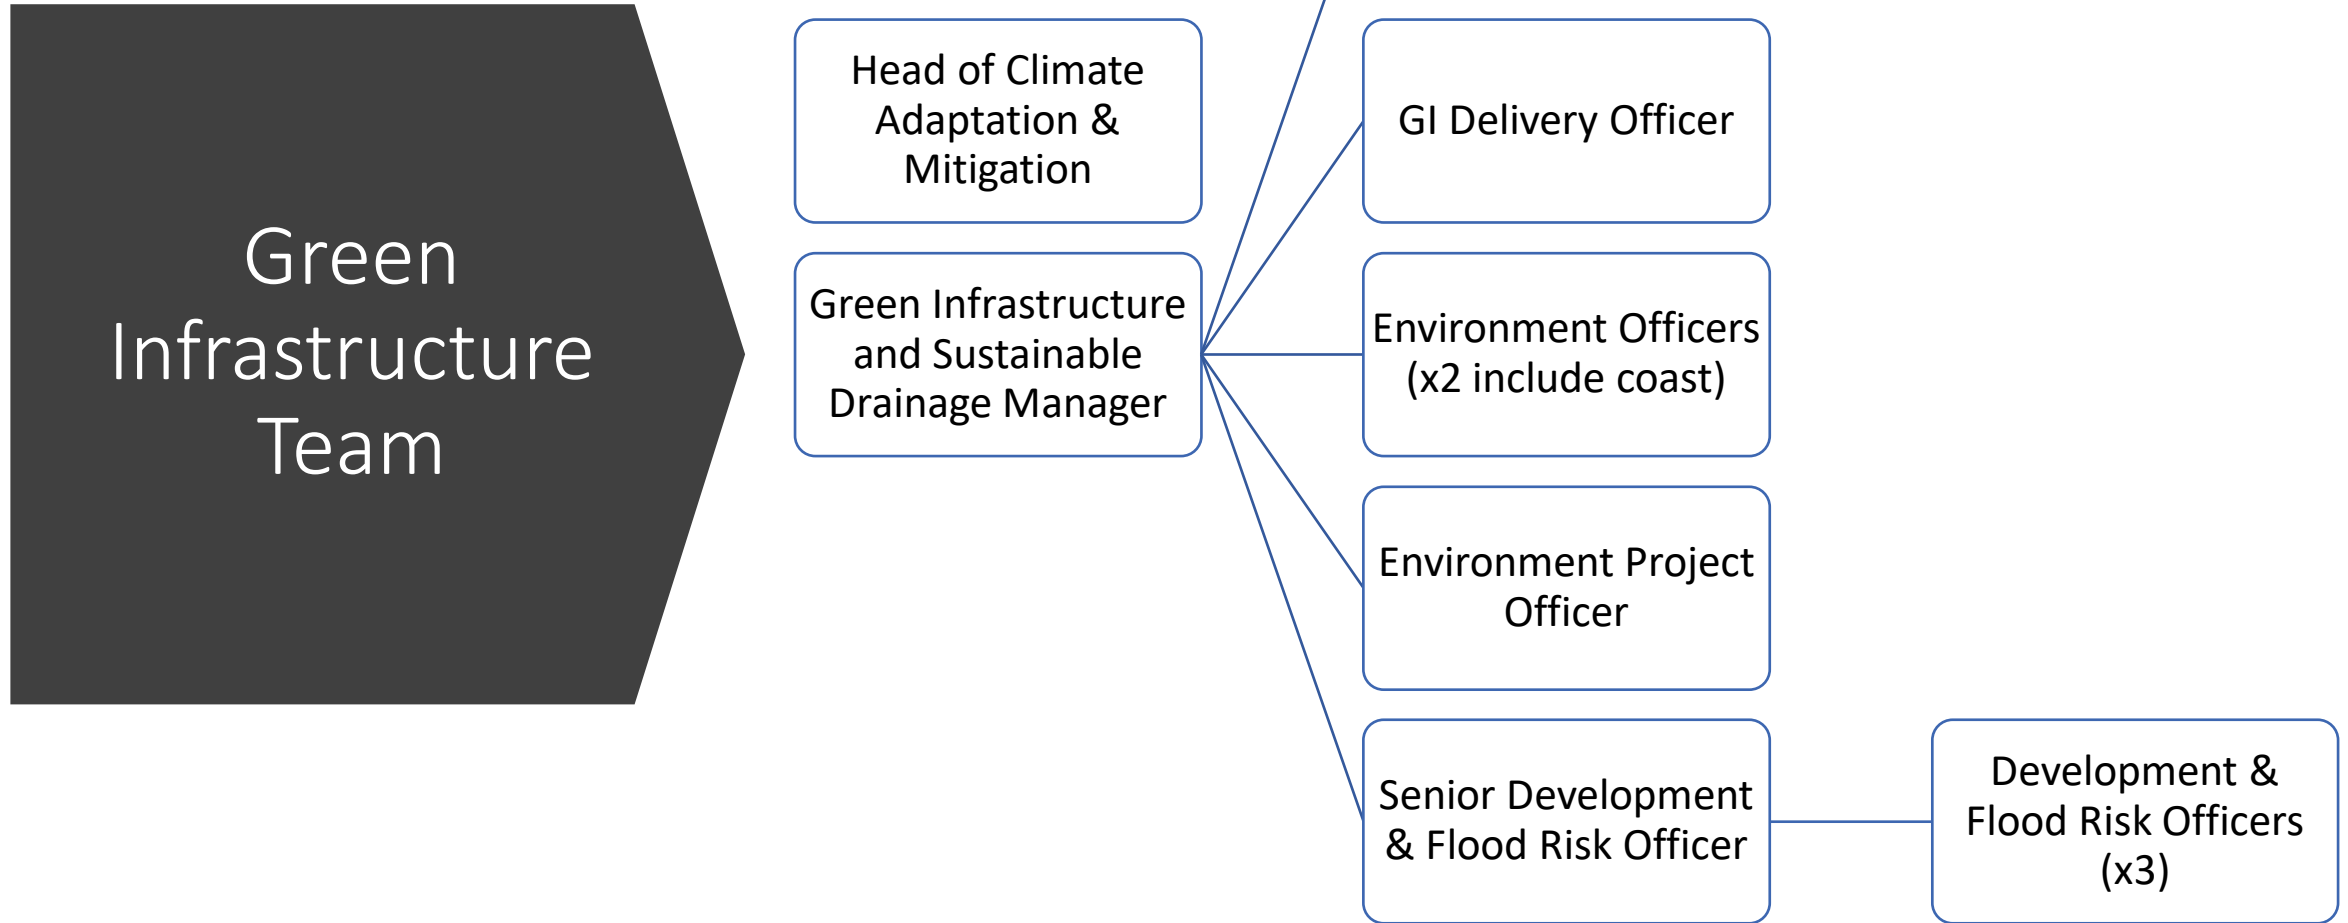 Green
Infrastructure
Team
Head of Climate
Adaptation &
Mitigation
Green Infrastructure
and Sustainable
Drainage Manager
GI Delivery Officer
Environment Officers
(x2 include coast)
Environment Project
Officer
Senior Development
& Flood Risk Officer
Development &
Flood Risk Officers
(x3)